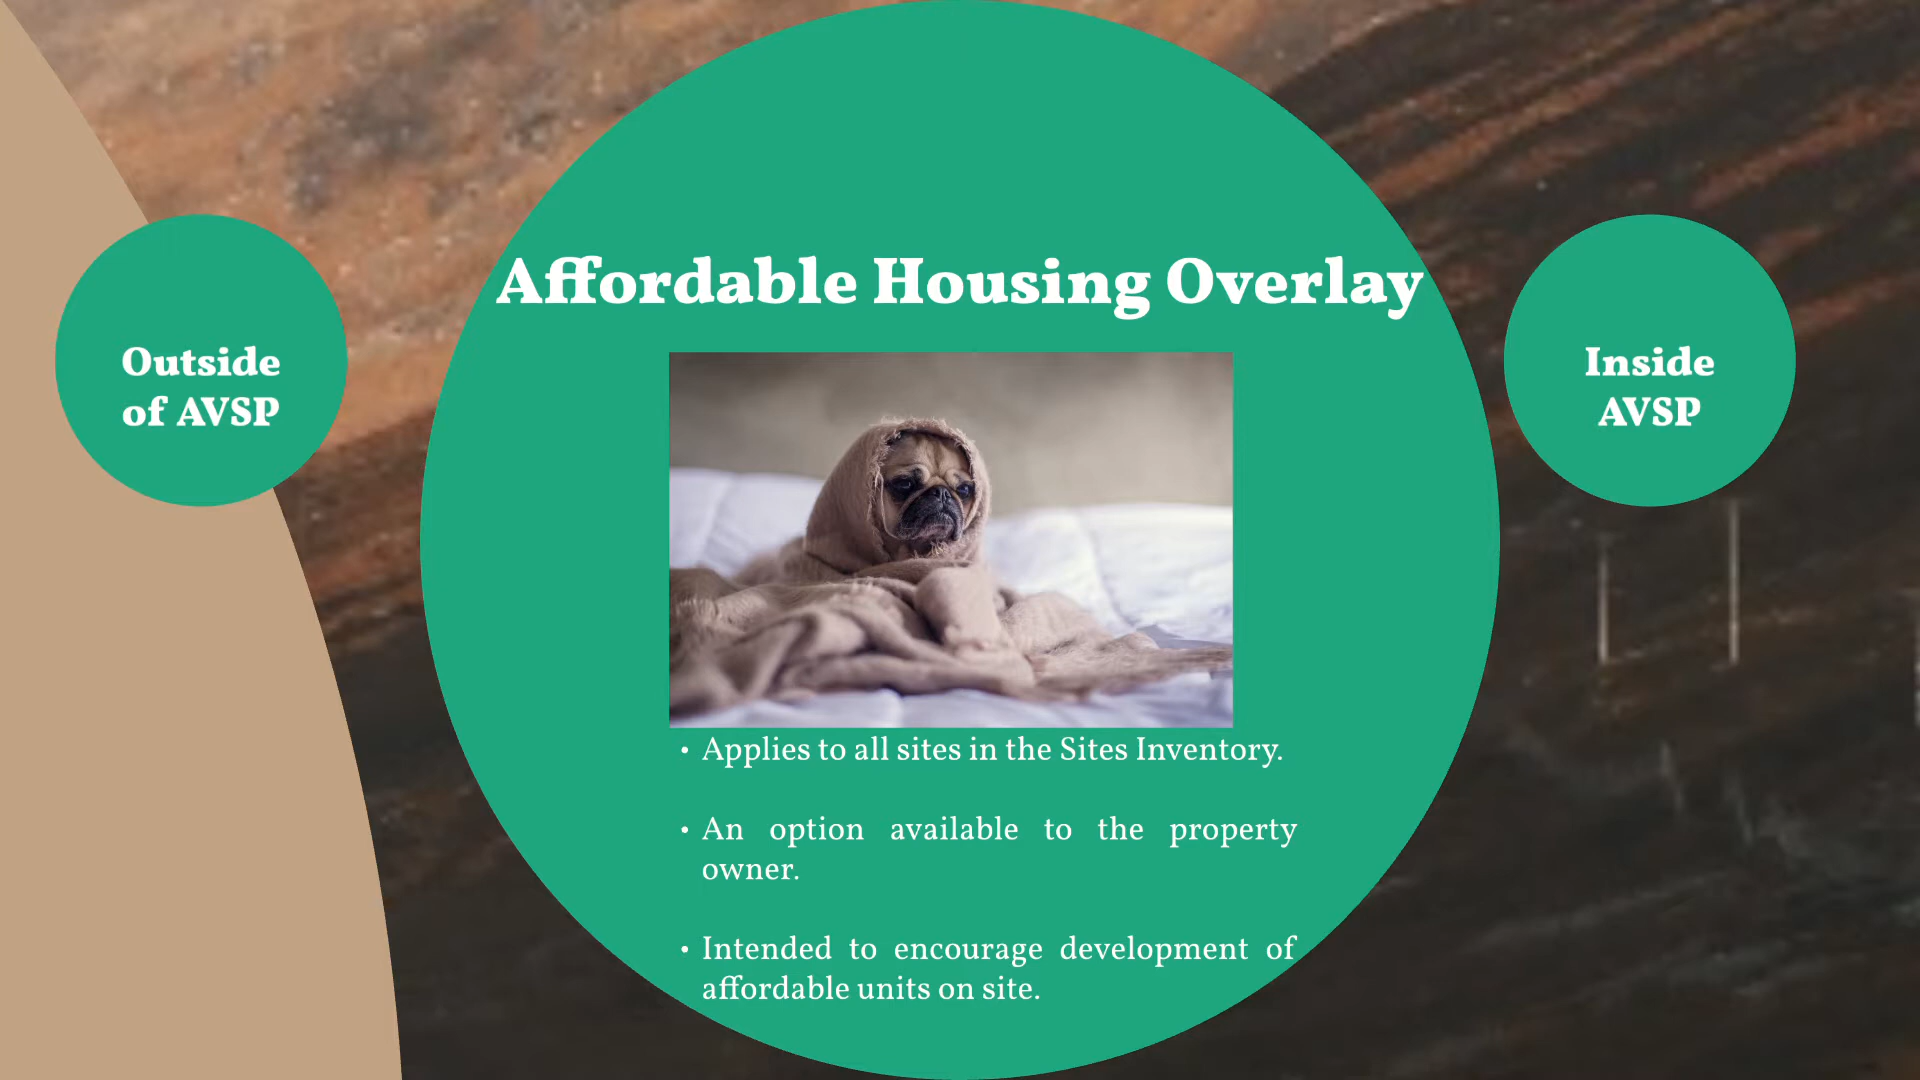 Affordable Housing Overlay
Outside
of AVSP
Inside
AVSP
• Applies to all sites in the Sites Inventory.
• An option available to the property
owner.
• Intended to encourage development of
affordable units on site.